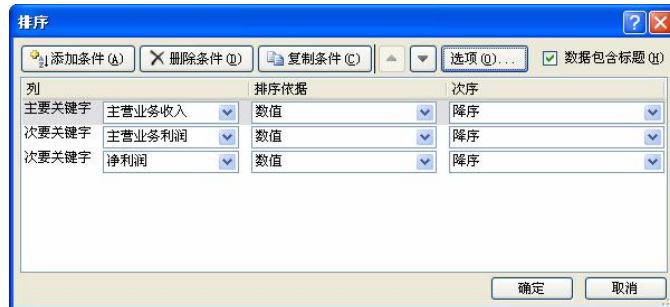 排序
添加条件(A) 删除条件(D) 复制条件(C) 选项(O)... 数据包含标题(H)
列 排序依据 次序
主要关键字 主营业务收入 数值 降序
次要关键字 主营业务利润 数值 降序
次要关键字 净利润 数值 降序
确定 取消